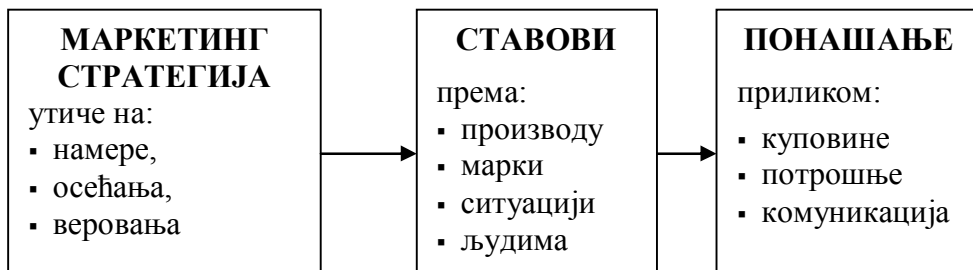 МАРКЕТИНГ
СТРАТЕГИЈА
утиче на:
▪ намере,
▪ осећања,
▪ веровања
СТАВОВИ
према:
▪ производу
▪ марки
▪ ситуацији
▪ људима
ПОНАШАЊЕ
приликом:
▪ куповине
▪ потрошње
▪ комуникација